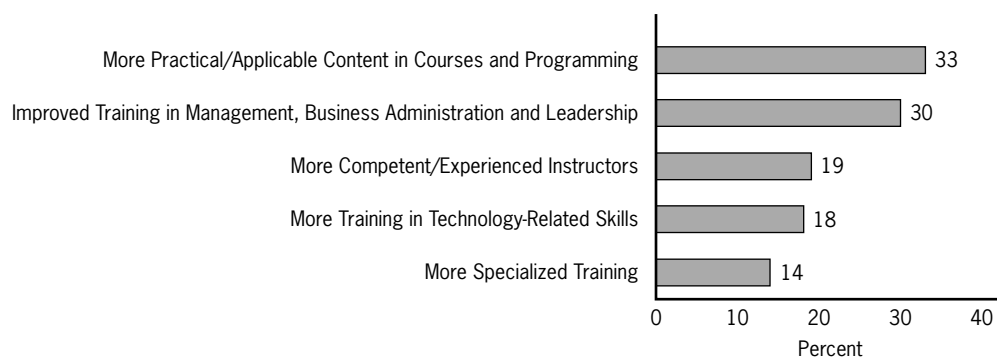 More Practical/Applicable Content in Courses and Programming 33
Improved Training in Management, Business Administration and Leadership 30
More Competent/Experienced Instructors 19
More Training in Technology-Related Skills 18
More Specialized Training 14
0 10 20 30 40
Percent